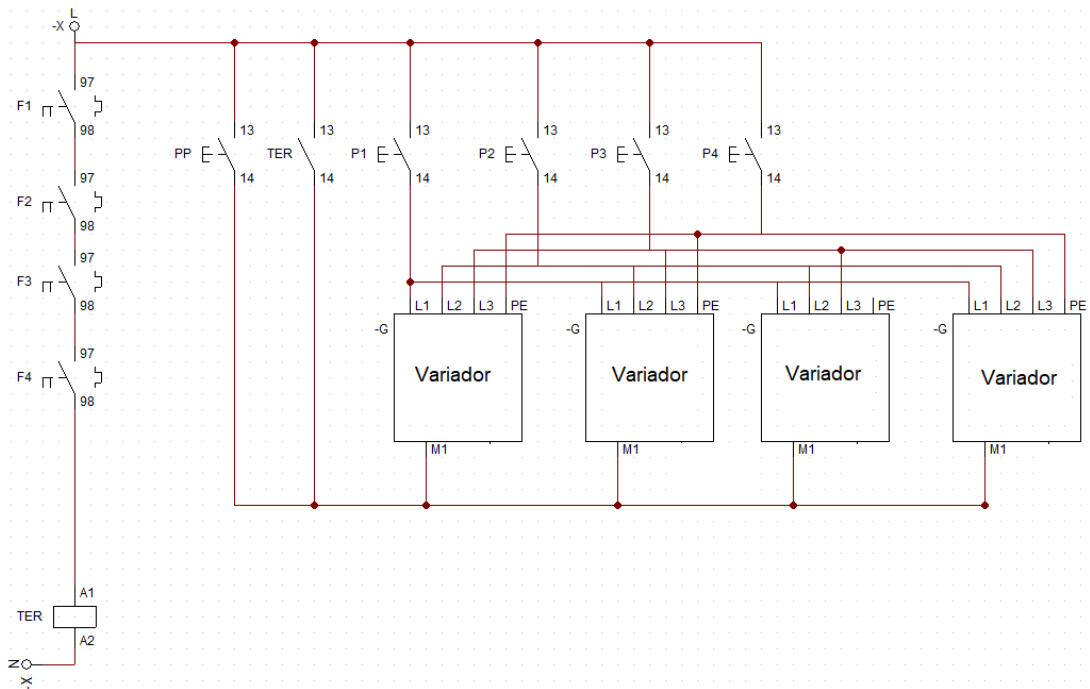 L
-X
97
F1
98
97
F2
98
97
F3
98
97
F4
98
A1
TER
A2
N
-X
13 13 13 13 13 13
PP TER P1 P2 P3 P4
14 14 14 14 14 14
L1 L2 L3 PE L1 L2 L3 PE L1 L2 L3 PE L1 L2 L3 PE
-G -G -G -G
Variador Variador Variador Variador
M1 M1 M1 M1